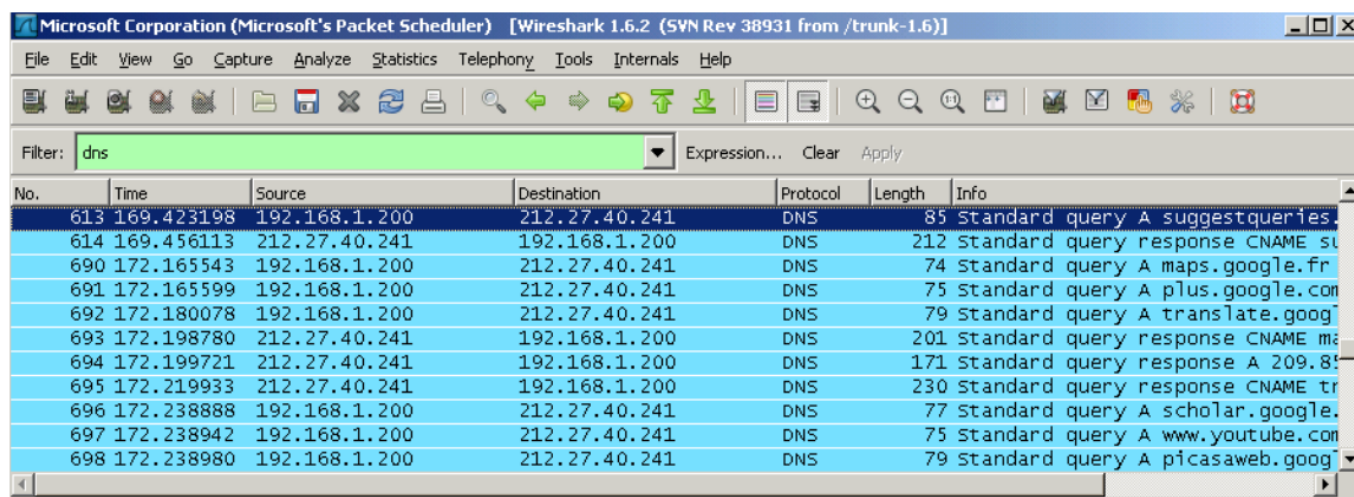 Microsoft Corporation (Microsoft's Packet Scheduler) [Wireshark 1.6.2 (SVN Rev 38931 from /trunk-1.6)]
File Edit View Go Capture Analyze Statistics Telephony Tools Internals Help
Filter: dns Expression... Clear Apply
No. Time Source Destination Protocol Length Info
613 169.423198 192.168.1.200 212.27.40.241 DNS 85 Standard query A suggestqueries.
614 169.456113 212.27.40.241 192.168.1.200 DNS 212 Standard query response CNAME su
690 172.165543 192.168.1.200 212.27.40.241 DNS 74 Standard query A maps.google.fr
691 172.165599 192.168.1.200 212.27.40.241 DNS 75 Standard query A plus.google.com
692 172.180078 192.168.1.200 212.27.40.241 DNS 79 Standard query A translate.googl
693 172.198780 212.27.40.241 192.168.1.200 DNS 201 Standard query response CNAME ma
694 172.199721 212.27.40.241 192.168.1.200 DNS 171 Standard query response A 209.85
695 172.219933 212.27.40.241 192.168.1.200 DNS 230 Standard query response CNAME tr
696 172.238888 192.168.1.200 212.27.40.241 DNS 77 Standard query A scholar.google.
697 172.238942 192.168.1.200 212.27.40.241 DNS 75 Standard query A www.youtube.com
698 172.238980 192.168.1.200 212.27.40.241 DNS 79 Standard query A picasaweb.googl